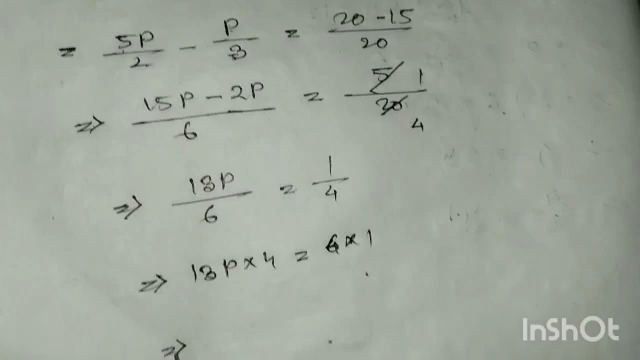 = 5P/2 - P/3 = 20-15/20
⇒ 15P-2P/6 = 5 1/20 4
⇒ 13P/6 = 1/4
⇒ 13P×4 = 6×1
⇒
InShOt